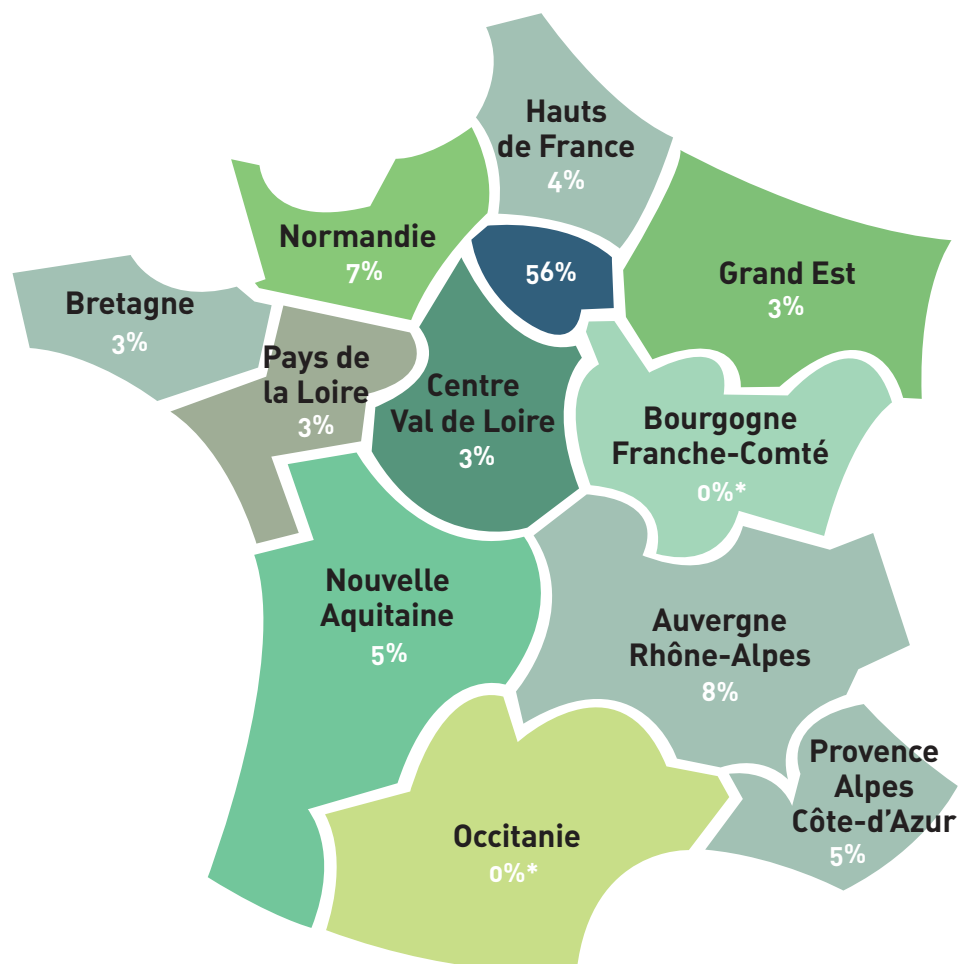 Hauts
de France
4%
Normandie
7%
56%
Grand Est
3%
Bretagne
3%
Pays de
la Loire
3%
Centre
Val de Loire
3%
Bourgogne
Franche-Comté
0%*
Nouvelle
Aquitaine
5%
Auvergne
Rhône-Alpes
8%
Provence
Alpes
Côte-d’Azur
5%
Occitanie
0%*